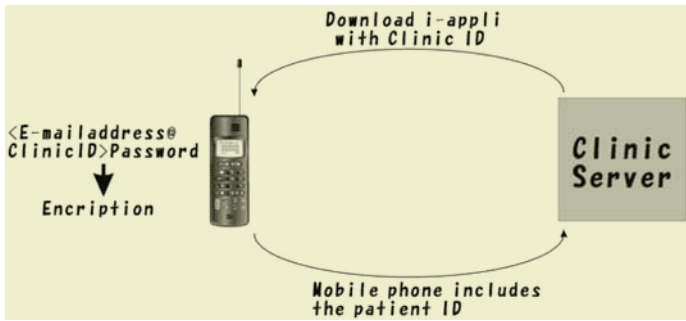 Download i-appli
with Clinic ID
<E-mailaddress@
ClinicID>Password
Encription
Clinic
Server
Mobile phone includes
the patient ID